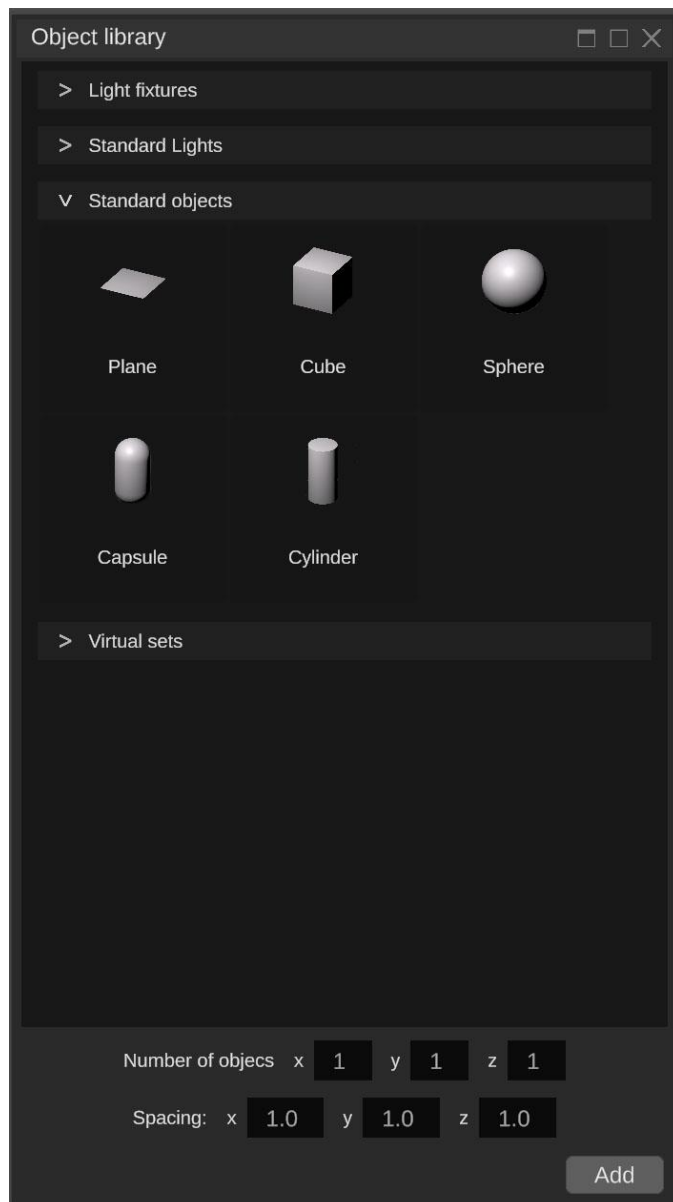 Object library
> Light fixtures
> Standard Lights
V Standard objects
Plane Cube Sphere
Capsule Cylinder
> Virtual sets
Number of objecs x 1 y 1 z 1
Spacing: x 1.0 y 1.0 z 1.0
Add